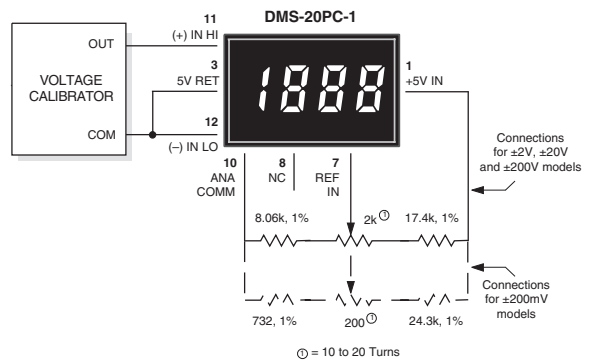 DMS-20PC-1
11
(+) IN HI
OUT
3
5V RET
1
+5V IN
1888
VOLTAGE
CALIBRATOR
COM
12
(–) IN LO
10
ANA
COMM
8
NC
7
REF
IN
Connections
for ±2V, ±20V
and ±200V models
8.06k, 1%
2k①
17.4k, 1%
Connections
for ±200mV
models
732, 1%
200①
24.3k, 1%
① = 10 to 20 Turns